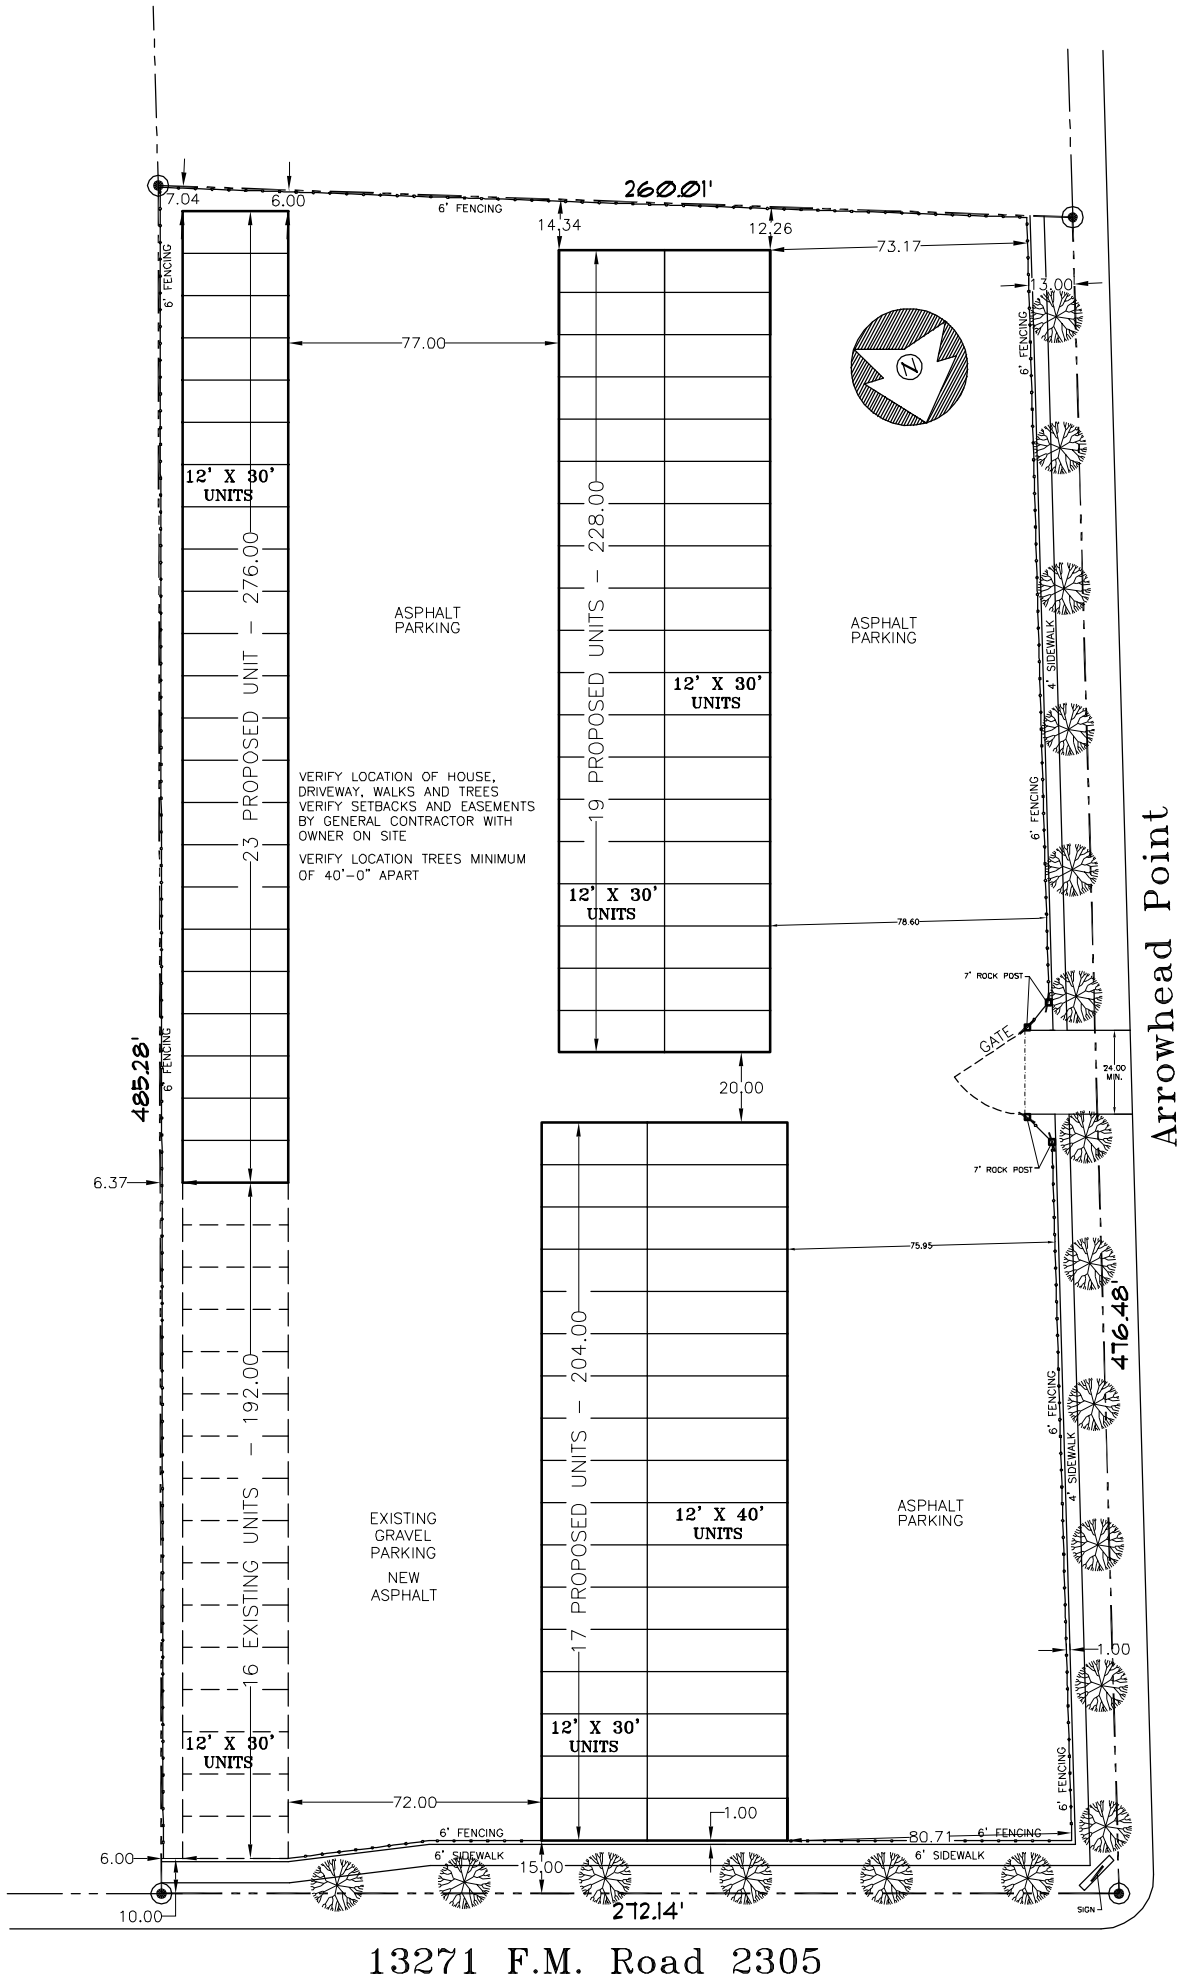 260.01'
7.04
6.00
6' FENCING
14.34
12.26
73.17
6' FENCING
13.00
77.00
6' FENCING
N
12' X 30'
UNITS
23 PROPOSED UNIT - 276.00
19 PROPOSED UNITS - 228.00
ASPHALT
PARKING
ASPHALT
PARKING
4' SIDEWALK
12' X 30'
UNITS
VERIFY LOCATION OF HOUSE,
DRIVEWAY, WALKS AND TREES
VERIFY SETBACKS AND EASEMENTS
BY GENERAL CONTRACTOR WITH
OWNER ON SITE
VERIFY LOCATION TREES MINIMUM
OF 40'-0" APART
6' FENCING
12' X 30'
UNITS
78.60
Arrowhead Point
7' ROCK POST
GATE
24.00
MIN.
485.28'
6' FENCING
20.00
7' ROCK POST
6.37
75.95
476.48'
16 EXISTING UNITS - 192.00
17 PROPOSED UNITS - 204.00
6' FENCING
4' SIDEWALK
EXISTING
GRAVEL
PARKING
NEW
ASPHALT
12' X 40'
UNITS
ASPHALT
PARKING
1.00
12' X 30'
UNITS
12' X 30'
UNITS
6' FENCING
72.00
1.00
6' FENCING
80.71
6' FENCING
6.00
6' SIDEWALK
15.00
6' SIDEWALK
10.00
272.14'
SIGN
13271 F.M. Road 2305